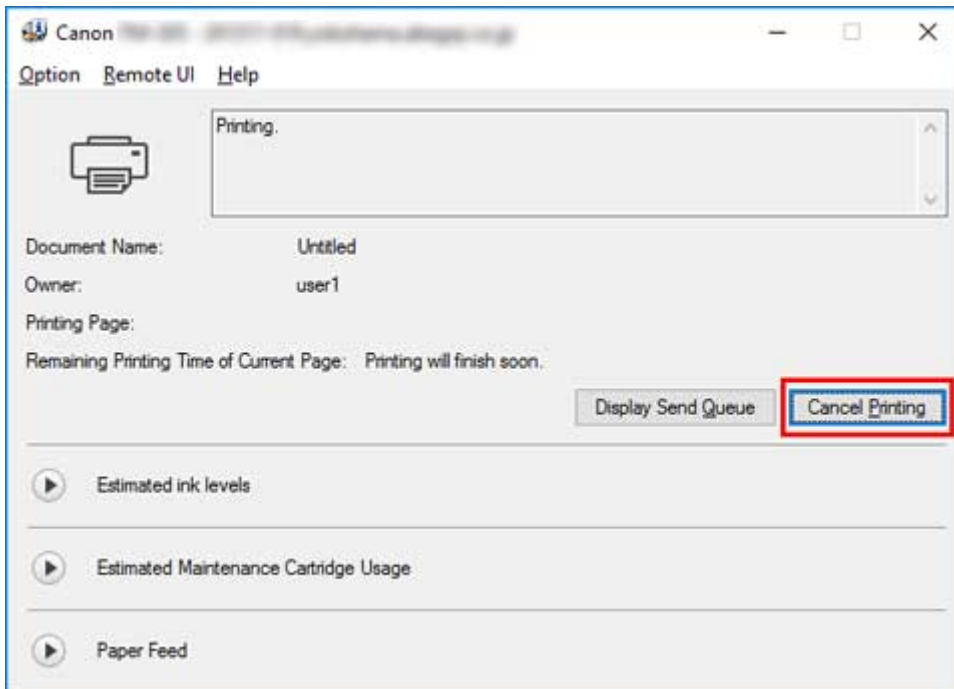 Canon
Option Remote UI Help
Printing.
Document Name: Untitled
Owner: user1
Printing Page:
Remaining Printing Time of Current Page: Printing will finish soon.
Display Send Queue Cancel Printing
Estimated ink levels
Estimated Maintenance Cartridge Usage
Paper Feed